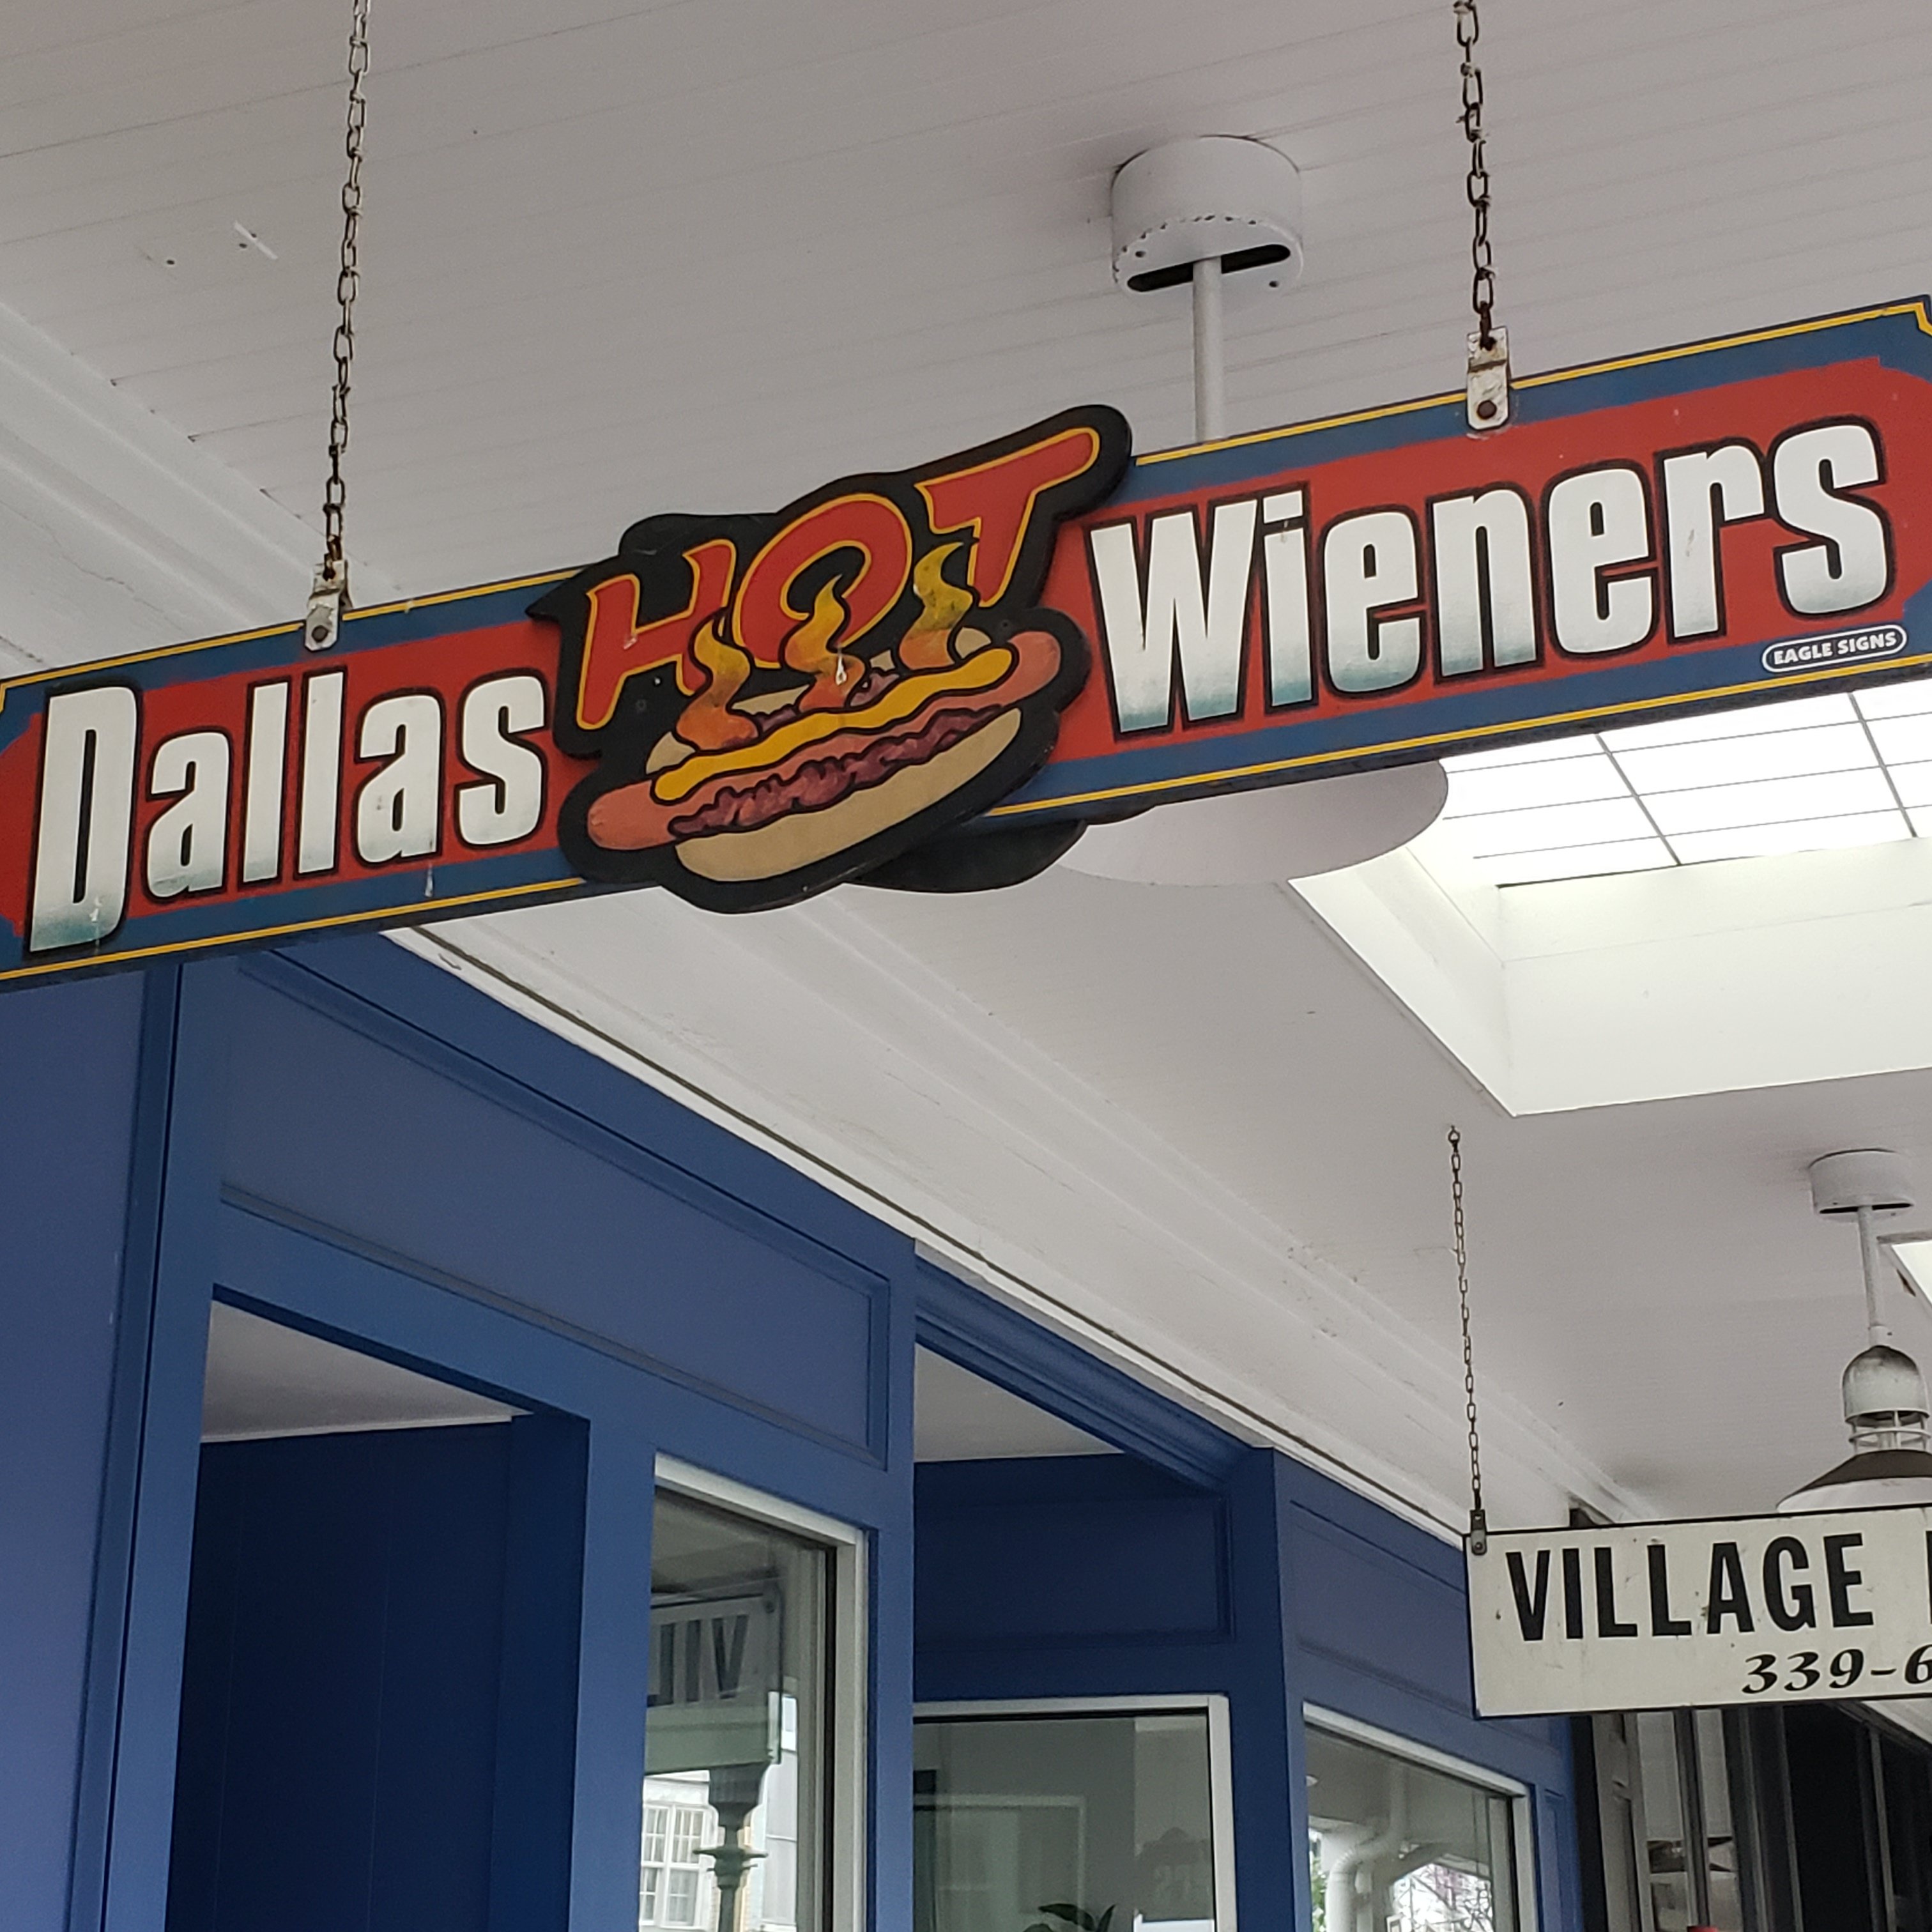 Dallas HOT Wieners
EAGLE SIGNS
VILLAGE
339-6